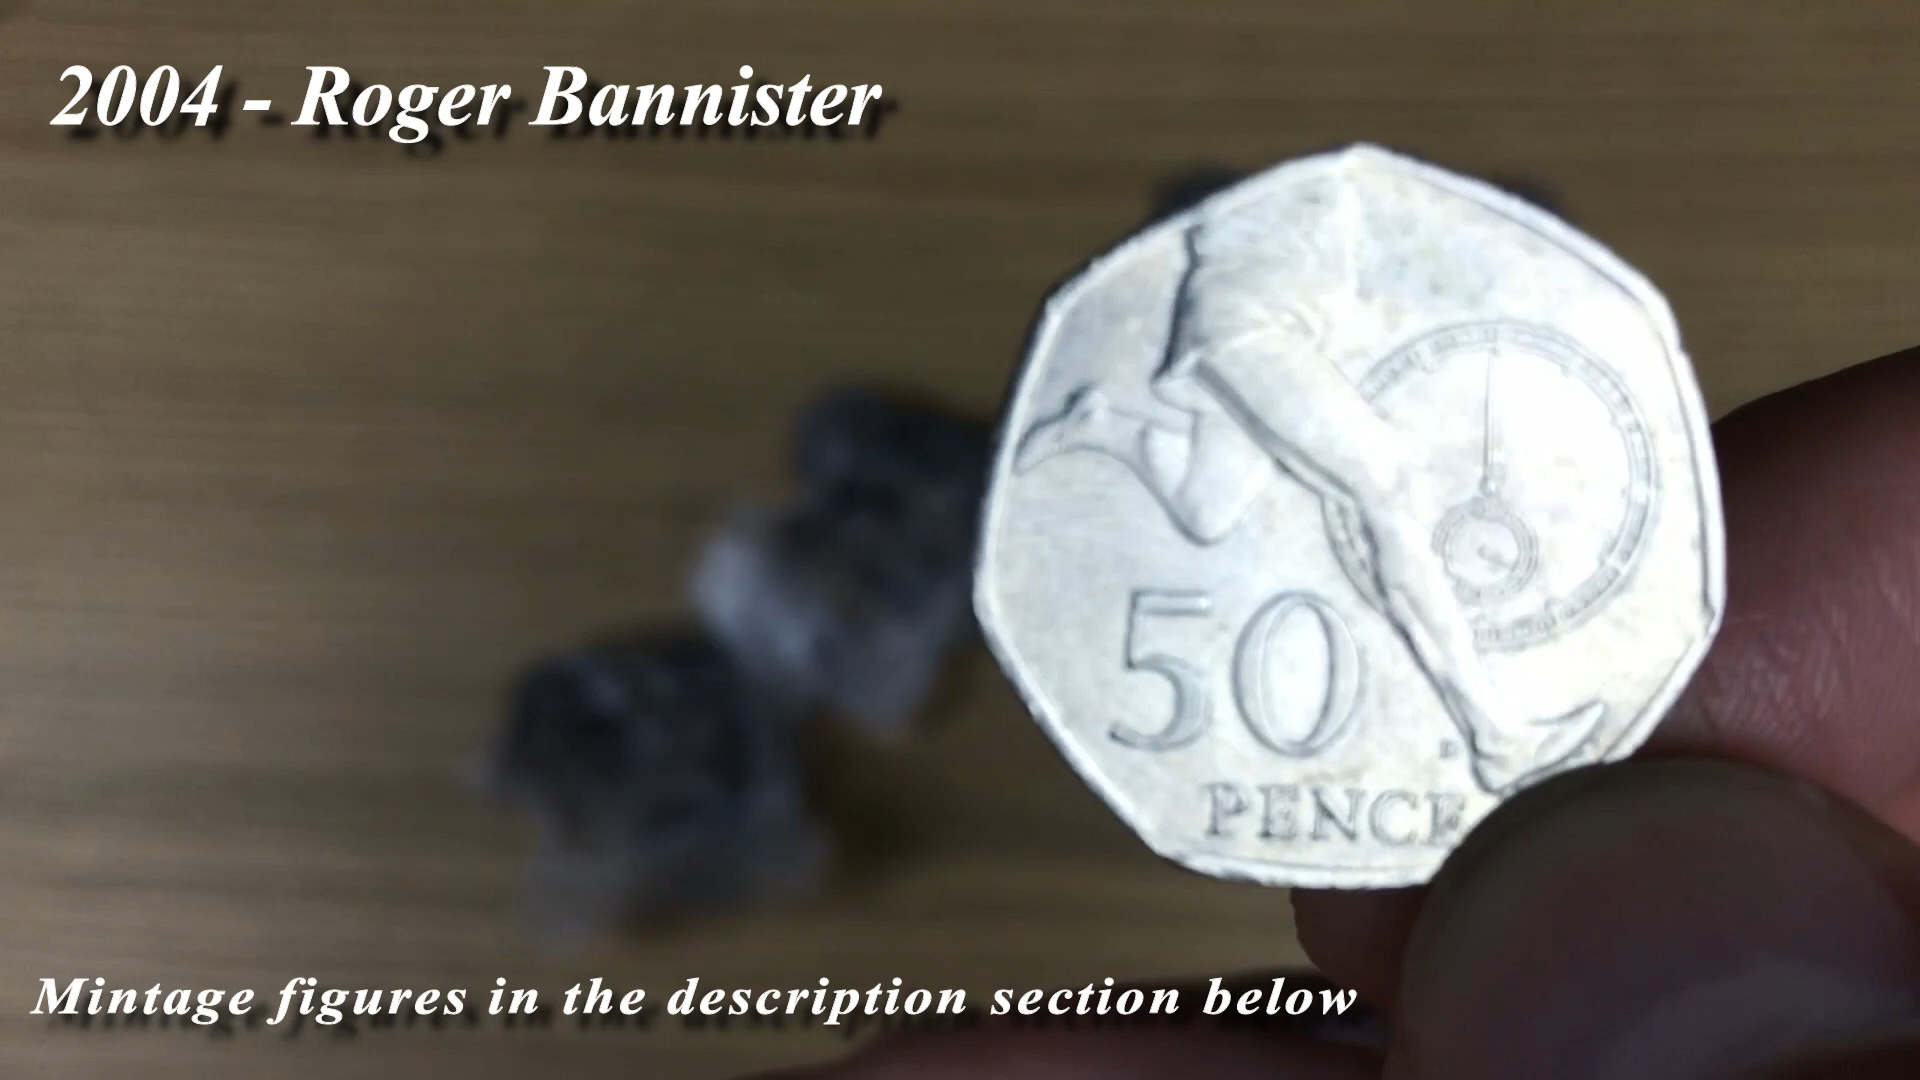 2004 - Roger Bannister
50
PENCE
Mintage figures in the description section below